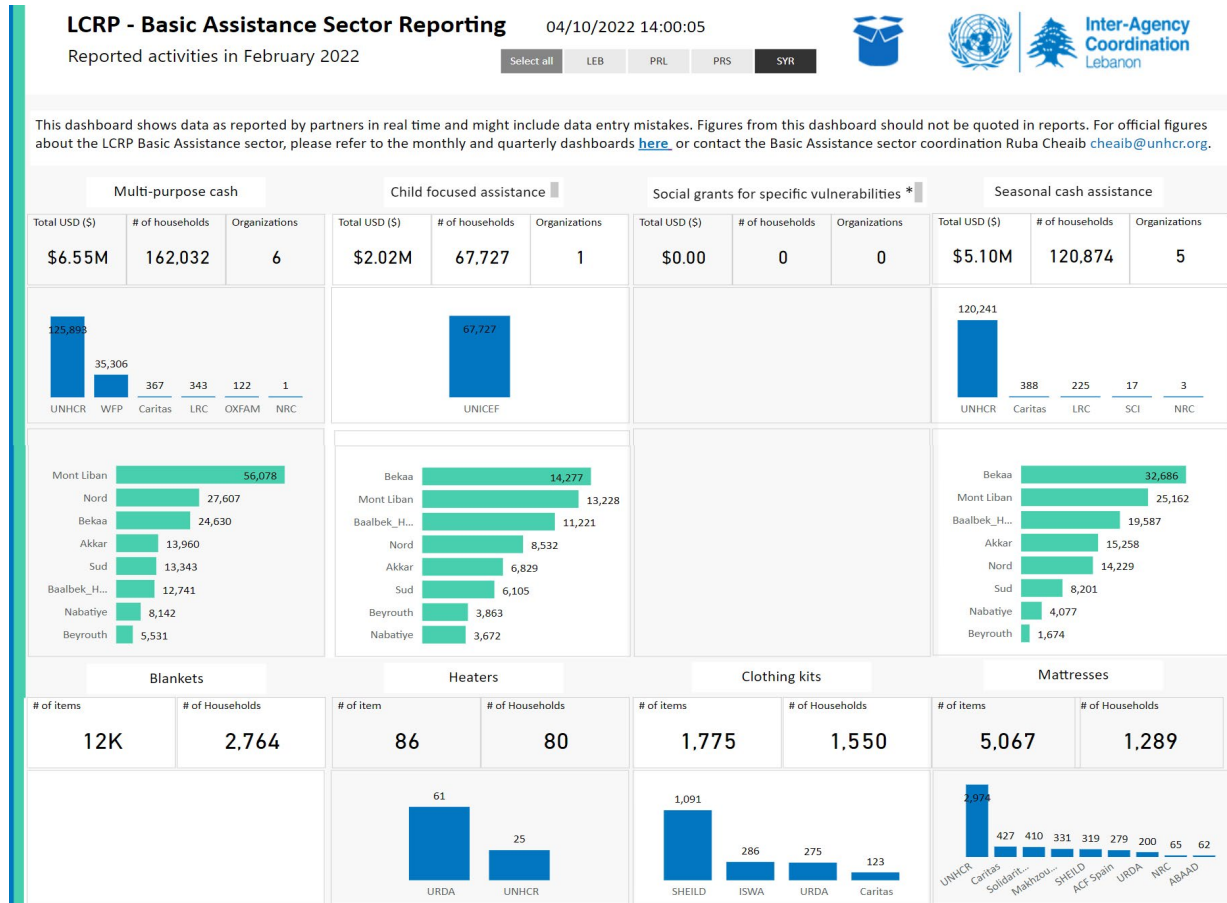 LCRP - Basic Assistance Sector Reporting
04/10/2022 14:00:05
Reported activities in February 2022
Select all
LEB
PRL
PRS
SYR
Inter-Agency
Coordination
Lebanon
This dashboard shows data as reported by partners in real time and might include data entry mistakes. Figures from this dashboard should not be quoted in reports. For official figures
about the LCRP Basic Assistance sector, please refer to the monthly and quarterly dashboards here or contact the Basic Assistance sector coordination Ruba Cheaib cheaib@unhcr.org.
Multi-purpose cash
Total USD ($) # of households Organizations
$6.55M 162,032 6
125,893 35,306 367 343 122 1
UNHCR WFP Caritas LRC OXFAM NRC
Mont Liban 56,078
Nord 27,607
Bekaa 24,630
Akkar 13,960
Sud 13,343
Baalbek_H... 12,741
Nabatiye 8,142
Beyrouth 5,531
Child focused assistance
Total USD ($) # of households Organizations
$2.02M 67,727 1
67,727
UNICEF
Bekaa 14,277
Mont Liban 13,228
Baalbek_H... 11,221
Nord 8,532
Akkar 6,829
Sud 6,105
Beyrouth 3,863
Nabatiye 3,672
Social grants for specific vulnerabilities *
Total USD ($) # of households Organizations
$0.00 0 0
Seasonal cash assistance
Total USD ($) # of households Organizations
$5.10M 120,874 5
120,241 388 225 17 3
UNHCR Caritas LRC SCI NRC
Bekaa 32,686
Mont Liban 25,162
Baalbek_H... 19,587
Akkar 15,258
Nord 14,229
Sud 8,201
Nabatiye 4,077
Beyrouth 1,674
Blankets
# of items # of Households
12K 2,764
Heaters
# of item # of Households
86 80
61 25
URDA UNHCR
Clothing kits
# of items # of Households
1,775 1,550
1,091 286 275 123
SHEILD ISWA URDA Caritas
Mattresses
# of items # of Households
5,067 1,289
2,974 427 410 331 319 279 200 65 62
UNHCR Caritas Solidarit... Makhzou... SHEILD ACF Spain URDA NRC ABAAD